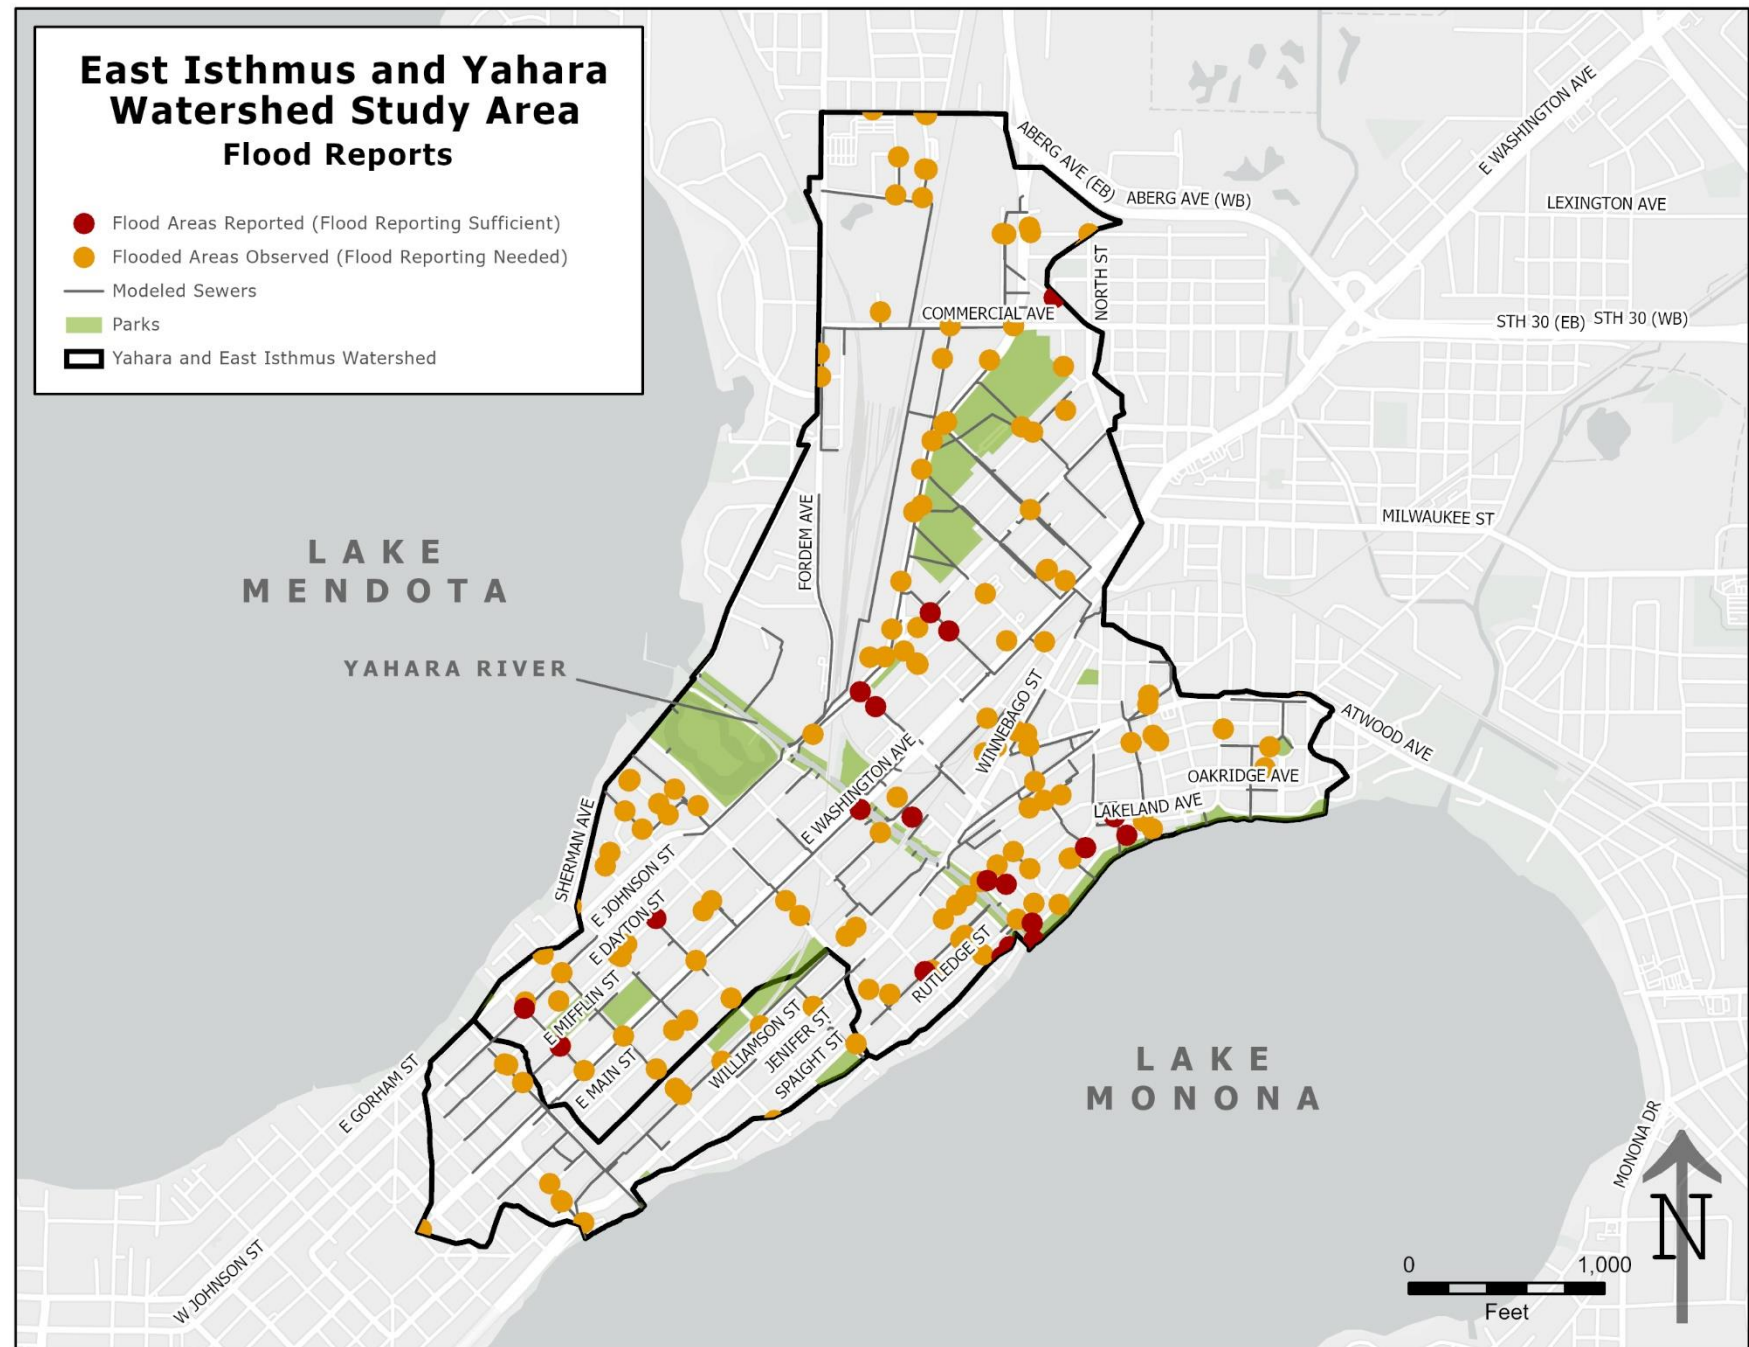 East Isthmus and Yahara
Watershed Study Area
Flood Reports
Flood Areas Reported (Flood Reporting Sufficient)
Flooded Areas Observed (Flood Reporting Needed)
Modeled Sewers
Parks
Yahara and East Isthmus Watershed
E WASHINGTON AVE
ABERG AVE (EB)
ABERG AVE (WB)
LEXINGTON AVE
NORTH ST
COMMERCIAL AVE
STH 30 (EB)
STH 30 (WB)
FORDEM AVE
MILWAUKEE ST
LAKE
MENDOTA
YAHARA RIVER
WINNEBAGO ST
ATWOOD AVE
E WASHINGTON AVE
OAKRIDGE AVE
LAKELAND AVE
SHERMAN AVE
E JOHNSON ST
E DAYTON ST
E MIFFLIN ST
RUTLEDGE ST
WILLIAMSON ST
JENIFER ST
SPAIGHT ST
E MAIN ST
E GORHAM ST
LAKE
MONONA
MONONA DR
W JOHNSON ST
N
0 1,000
Feet